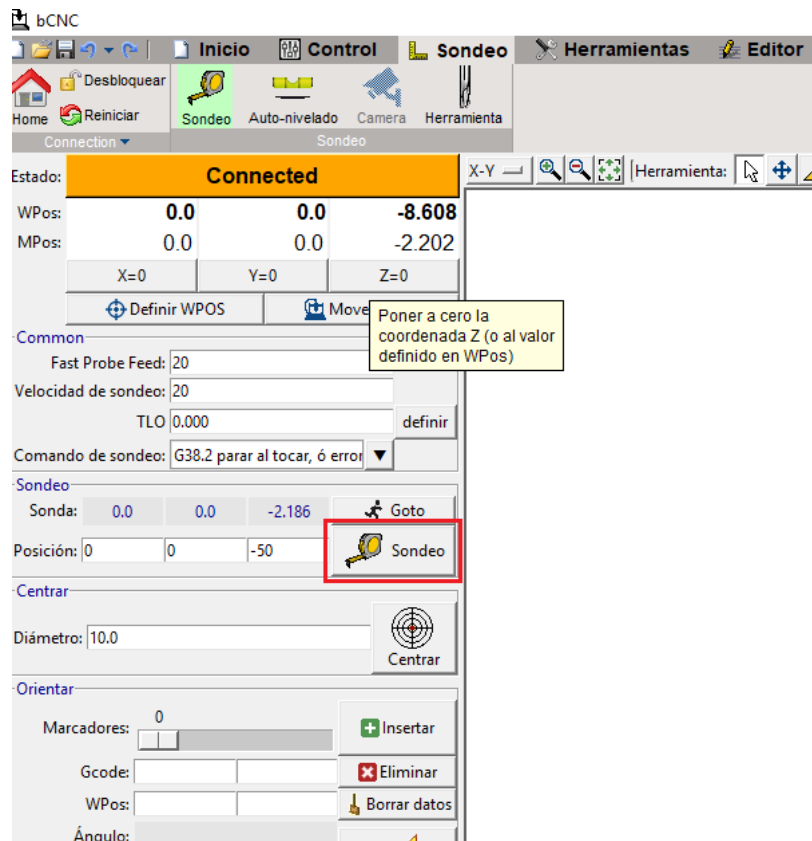 bCNC
Inicio Control Sondeo Herramientas Editor
Desbloquear
Home Reiniciar Sondeo Auto-nivelado Camera Herramienta
Connection Sondeo
Estado: Connected X-Y Herramienta:
WPos: 0.0 0.0 -8.608
MPos: 0.0 0.0 -2.202
X=0 Y=0 Z=0
Definir WPOS Move
Poner a cero la
coordenada Z (o al valor
definido en WPos)
Common
Fast Probe Feed: 20
Velocidad de sondeo: 20
TLO 0.000 definir
Comando de sondeo: G38.2 parar al tocar, ó error
Sondeo
Sonda: 0.0 0.0 -2.186 Goto
Posición: 0 0 -50 Sondeo
Centrar
Diámetro: 10.0
Centrar
Orientar
0
Marcadores: Insertar
Gcode: Eliminar
WPos: Borrar datos
Ángulo: